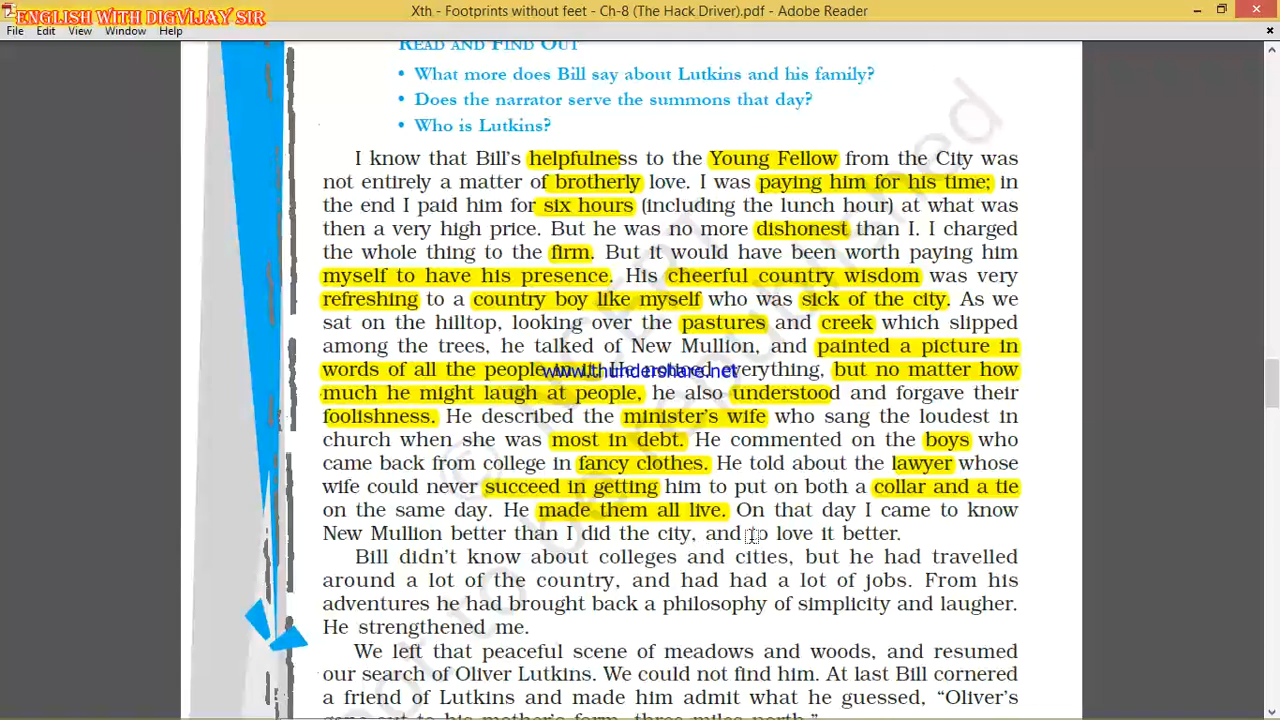 ENGLISH WITH DIGVIJAY SIR
Xth - Footprints without feet - Ch-8 (The Hack Driver).pdf - Adobe Reader
File Edit View Window Help
READ AND FIND OUT
• What more does Bill say about Lutkins and his family?
• Does the narrator serve the summons that day?
• Who is Lutkins?
I know that Bill's helpfulness to the Young Fellow from the City was
not entirely a matter of brotherly love. I was paying him for his time; in
the end I paid him for six hours (including the lunch hour) at what was
then a very high price. But he was no more dishonest than I. I charged
the whole thing to the firm. But it would have been worth paying him
myself to have his presence. His cheerful country wisdom was very
refreshing to a country boy like myself who was sick of the city. As we
sat on the hilltop, looking over the pastures and creek which slipped
among the trees, he talked of New Mullion, and painted a picture in
words of all the people in it. He noticed everything, but no matter how
www.thundershare.net
much he might laugh at people, he also understood and forgave their
foolishness. He described the minister's wife who sang the loudest in
church when she was most in debt. He commented on the boys who
came back from college in fancy clothes. He told about the lawyer whose
wife could never succeed in getting him to put on both a collar and a tie
on the same day. He made them all live. On that day I came to know
New Mullion better than I did the city, and to love it better.
Bill didn't know about colleges and cities, but he had travelled
around a lot of the country, and had had a lot of jobs. From his
adventures he had brought back a philosophy of simplicity and laugher.
He strengthened me.
We left that peaceful scene of meadows and woods, and resumed
our search of Oliver Lutkins. We could not find him. At last Bill cornered
a friend of Lutkins and made him admit what he guessed, "Oliver's
gone out to his mother's farm, three miles north."